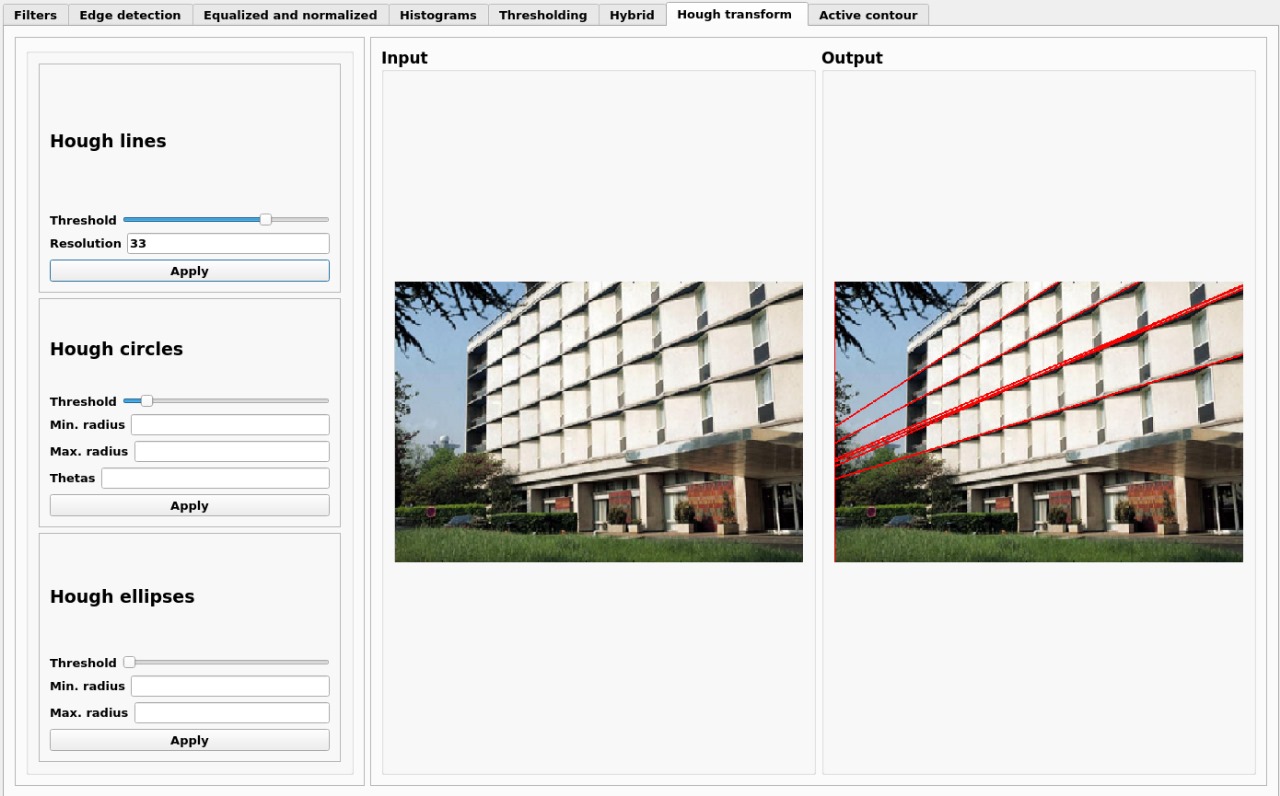 Filters Edge detection Equalized and normalized Histograms Thresholding Hybrid Hough transform Active contour
Hough lines
Threshold
Resolution 33
Apply
Hough circles
Threshold
Min. radius
Max. radius
Thetas
Apply
Hough ellipses
Threshold
Min. radius
Max. radius
Apply
Input
Output